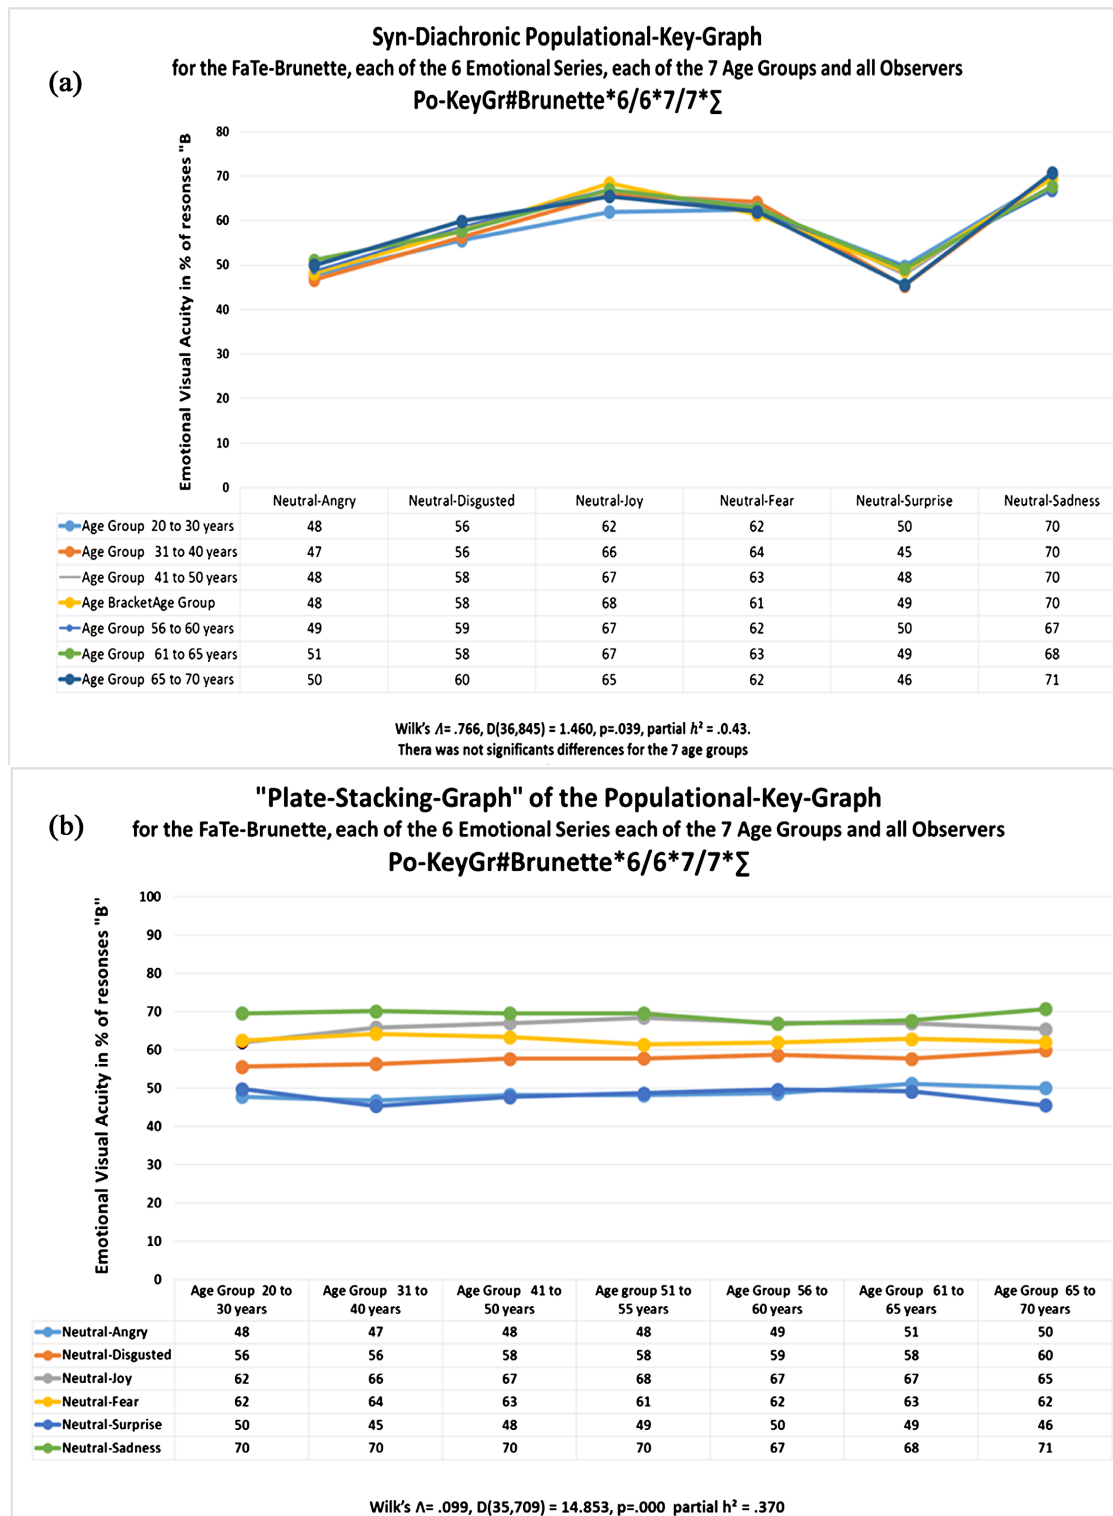 Syn-Diachronic Populational-Key-Graph
for the FaTe-Brunette, each of the 6 Emotional Series, each of the 7 Age Groups and all Observers
(a)
Po-KeyGr#Brunette*6/6*7/7*∑
Emotional Visual Acuity in % of resonses "B
80
70
60
50
40
30
20
10
0
Neutral-Angry Neutral-Disgusted Neutral-Joy Neutral-Fear Neutral-Surprise Neutral-Sadness
Age Group 20 to 30 years 48 56 62 62 50 70
Age Group 31 to 40 years 47 56 66 64 45 70
Age Group 41 to 50 years 48 58 67 63 48 70
Age BracketAge Group 48 58 68 61 49 70
Age Group 56 to 60 years 49 59 67 62 50 67
Age Group 61 to 65 years 51 58 67 63 49 68
Age Group 65 to 70 years 50 60 65 62 46 71
Wilk's Λ= .766, D(36,845) = 1.460, p=.039, partial h² = .0.43.
Thera was not significants differences for the 7 age groups
"Plate-Stacking-Graph" of the Populational-Key-Graph
(b)
for the FaTe-Brunette, each of the 6 Emotional Series each of the 7 Age Groups and all Observers
Po-KeyGr#Brunette*6/6*7/7*∑
Emotional Visual Acuity in % of resonses "B"
100
90
80
70
60
50
40
30
20
10
0
Age Group 20 to Age Group 31 to Age Group 41 to Age group 51 to Age Group 56 to Age Group 61 to Age Group 65 to
30 years 40 years 50 years 55 years 60 years 65 years 70 years
Neutral-Angry 48 47 48 48 49 51 50
Neutral-Disgusted 56 56 58 58 59 58 60
Neutral-Joy 62 66 67 68 67 67 65
Neutral-Fear 62 64 63 61 62 63 62
Neutral-Surprise 50 45 48 49 50 49 46
Neutral-Sadness 70 70 70 70 67 68 71
Wilk's Λ= .099, D(35,709) = 14.853, p=.000 partial h² = .370